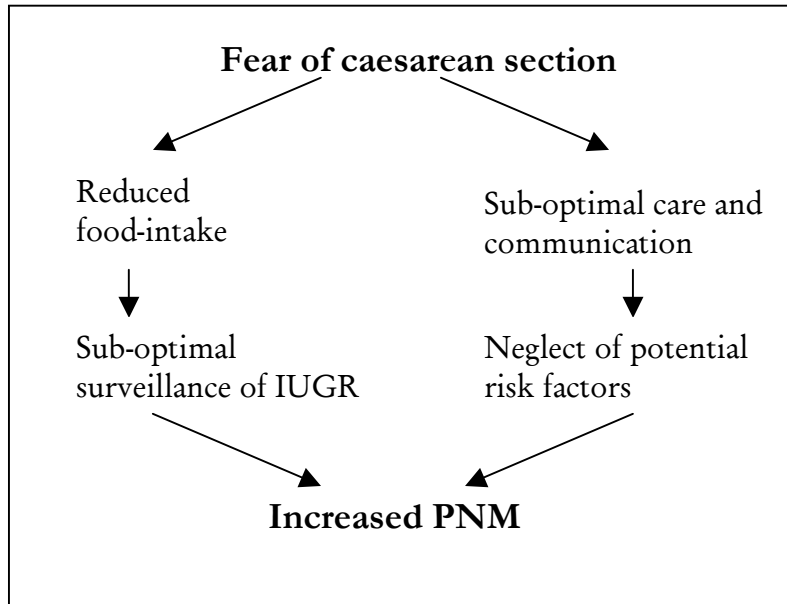 Fear of caesarean section
Reduced
food-intake
Sub-optimal care and
communication
Sub-optimal
surveillance of IUGR
Neglect of potential
risk factors
Increased PNM